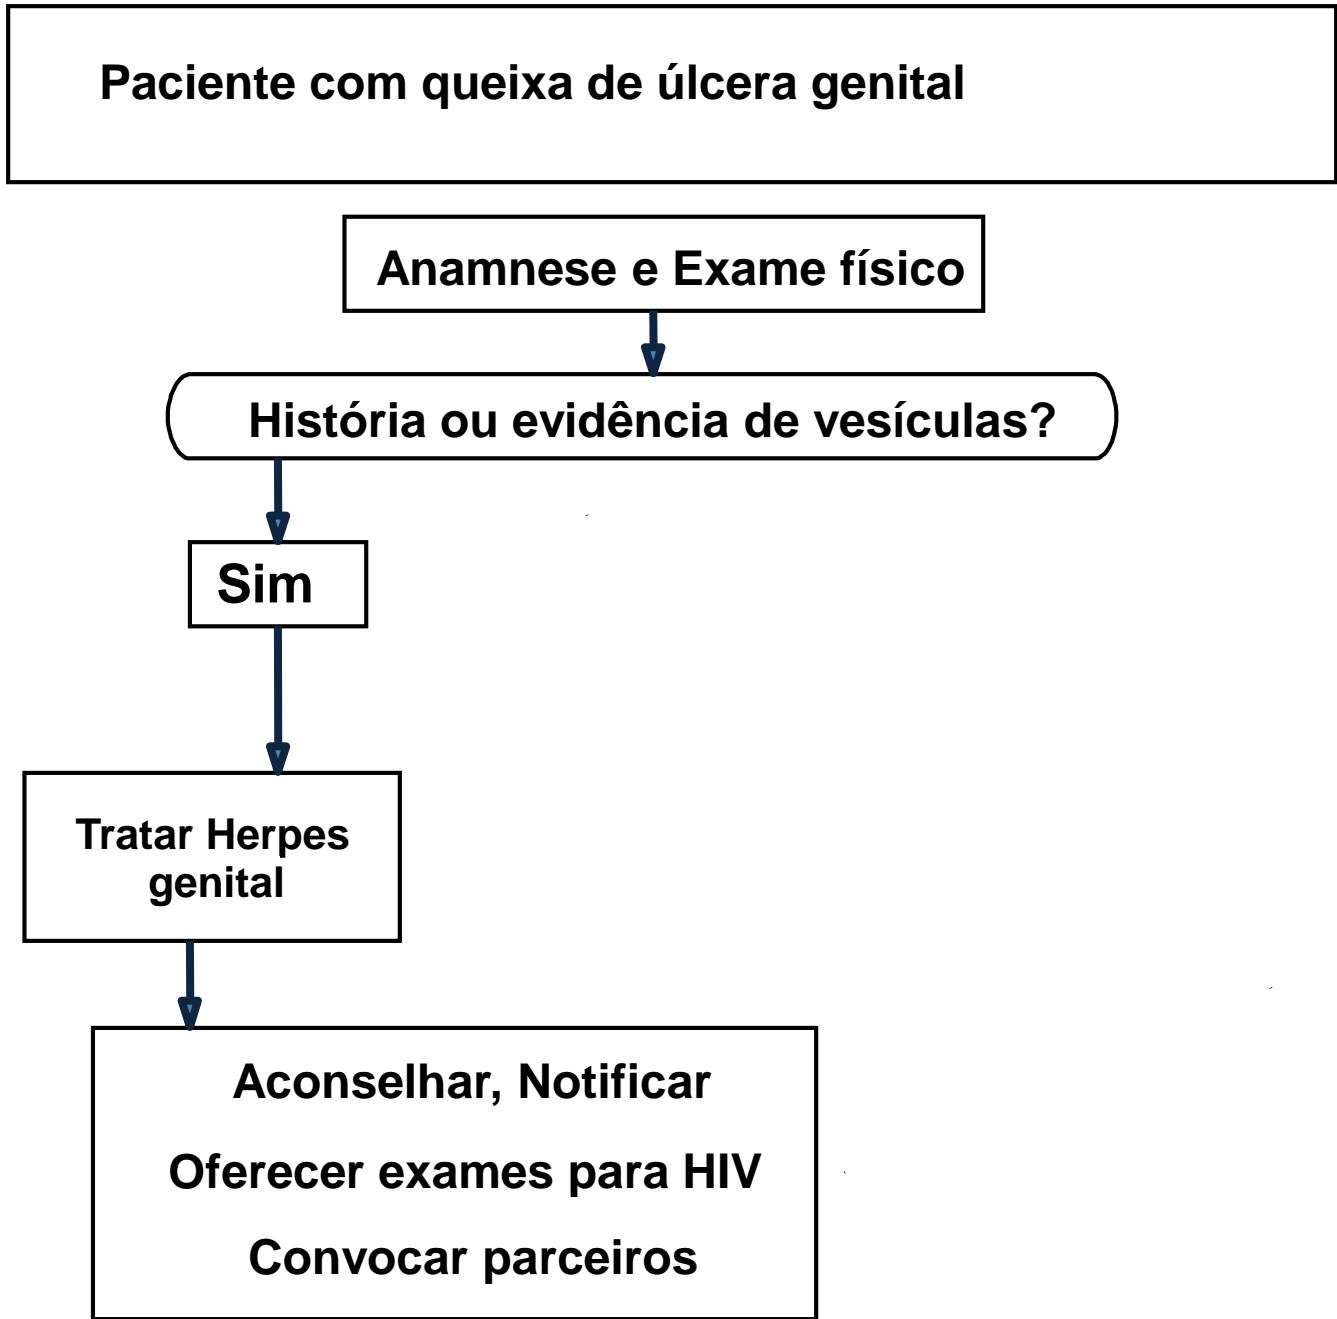 Paciente com queixa de úlcera genital
Anamnese e Exame físico
História ou evidência de vesículas?
Sim
Tratar Herpes
genital
Aconselhar, Notificar
Oferecer exames para HIV
Convocar parceiros